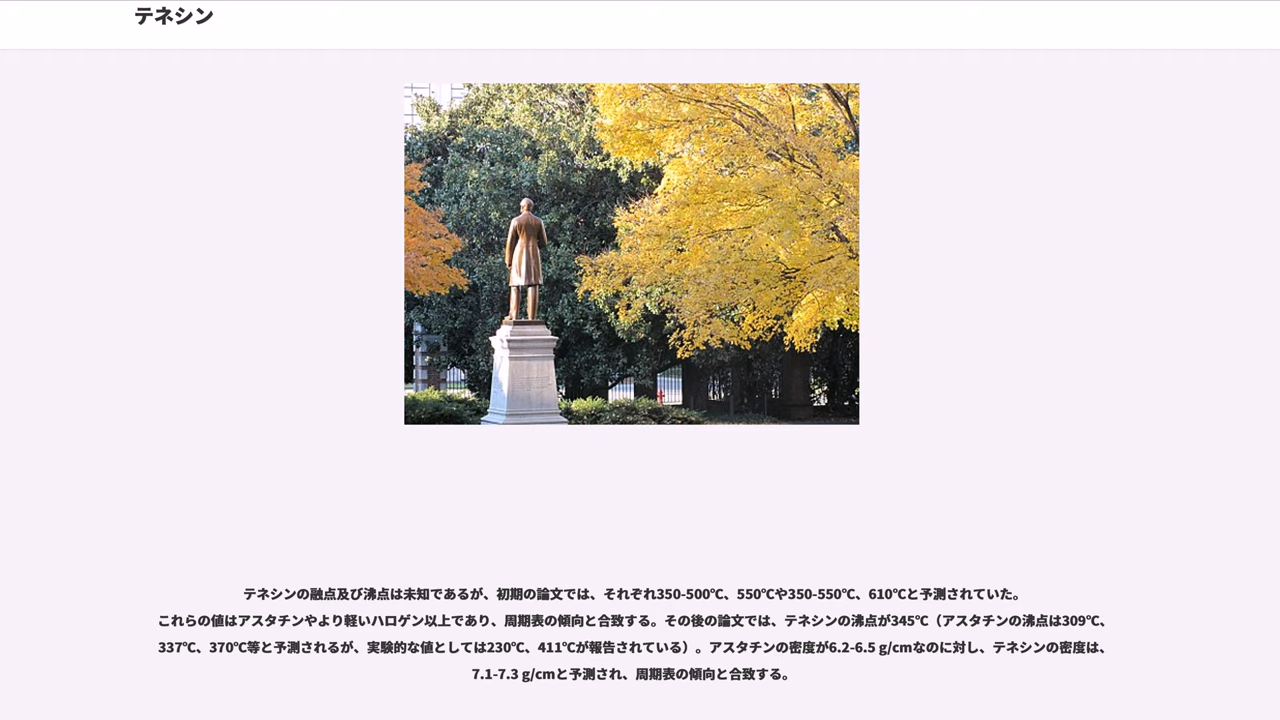 テネシン
テネシンの融点及び沸点は未知であるが、初期の論文では、それぞれ350-500℃、550℃や350-550℃、610℃と予測されていた。
これらの値はアスタチンやより軽いハロゲン以上であり、周期表の傾向と合致する。その後の論文では、テネシンの沸点が345℃（アスタチンの沸点は309℃、
337℃、370℃等と予測されるが、実験的な値としては230℃、411℃が報告されている）。アスタチンの密度が6.2-6.5 g/cmなのに対し、テネシンの密度は、
7.1-7.3 g/cmと予測され、周期表の傾向と合致する。